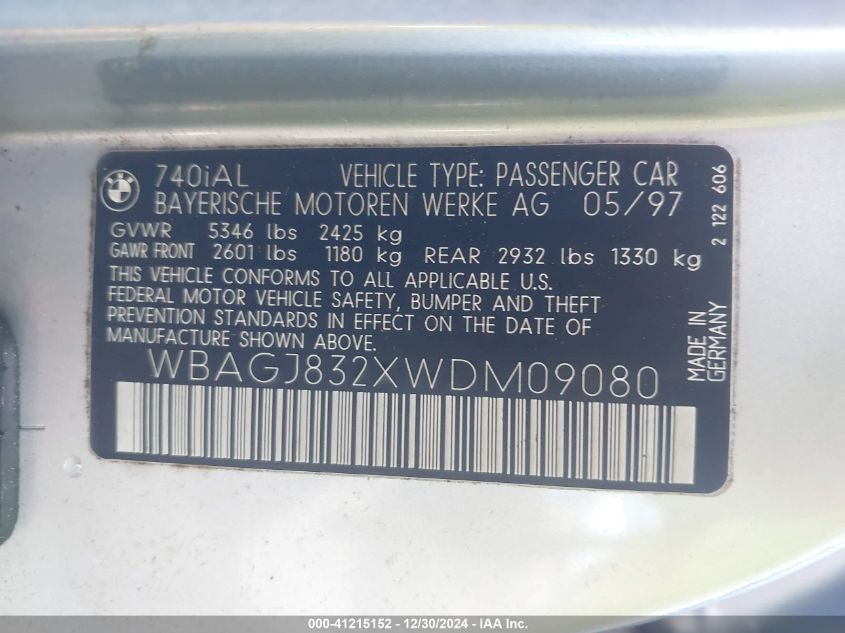 BMW
740iAL VEHICLE TYPE: PASSENGER CAR
BAYERISCHE MOTOREN WERKE AG 05/97
GVWR 5346 lbs 2425 kg
GAWR FRONT 2601 lbs 1180 kg REAR 2932 lbs 1330 kg
THIS VEHICLE CONFORMS TO ALL APPLICABLE U.S.
FEDERAL MOTOR VEHICLE SAFETY, BUMPER AND THEFT
PREVENTION STANDARDS IN EFFECT ON THE DATE OF
MANUFACTURE SHOWN ABOVE.
WBAGJ832XWDM09080
2 122 606
MADE IN
GERMANY
000-41215152 - 12/30/2024 - IAA Inc.